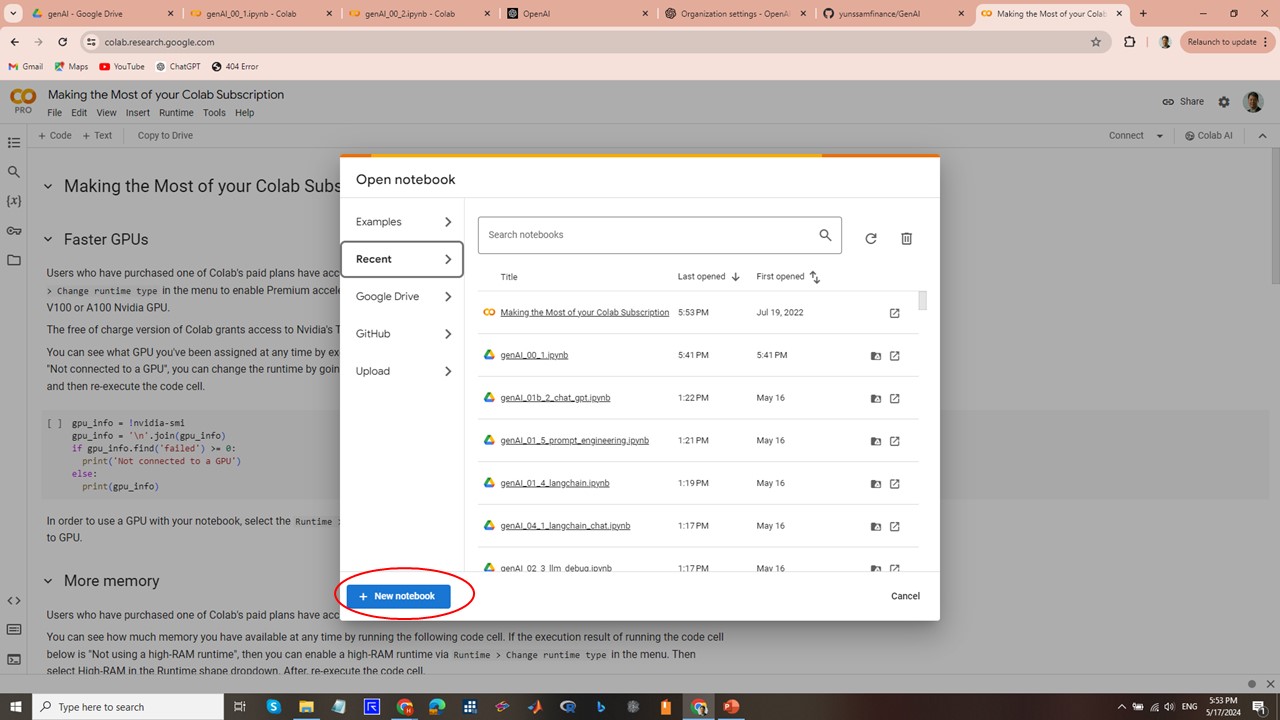 genAI - Google Drive
genAI_00_1.ipynb - Colab
genAI_00_2.ipynb - Colab
OpenAI
Organization settings - OpenAI
yunssamfinance/GenAI
Making the Most of your Colab
colab.research.google.com
Relaunch to update
Gmail
Maps
YouTube
ChatGPT
404 Error
PRO
Making the Most of your Colab Subscription
File Edit View Insert Runtime Tools Help
Share
+ Code + Text
Copy to Drive
Connect
Colab AI
Making the Most of your Colab Subs
Faster GPUs
Users who have purchased one of Colab's paid plans have acc
> Change runtime type in the menu to enable Premium accele
V100 or A100 Nvidia GPU.
The free of charge version of Colab grants access to Nvidia's T
You can see what GPU you've been assigned at any time by ex
"Not connected to a GPU", you can change the runtime by goin
and then re-execute the code cell.
[ ] gpu_info = !nvidia-smi
gpu_info = '\n'.join(gpu_info)
if gpu_info.find('failed') >= 0:
print('Not connected to a GPU')
else:
print(gpu_info)
In order to use a GPU with your notebook, select the Runtime >
to GPU.
More memory
Users who have purchased one of Colab's paid plans have acc
You can see how much memory you have available at any time by running the following code cell. If the execution result of running the code cell
below is "Not using a high-RAM runtime", then you can enable a high-RAM runtime via Runtime > Change runtime type in the menu. Then
select High-RAM in the Runtime shape dropdown. After, re-execute the code cell.
Open notebook
Examples
Recent
Google Drive
GitHub
Upload
Search notebooks
Title Last opened First opened
Making the Most of your Colab Subscription 5:53 PM Jul 19, 2022
genAI_00_1.ipynb 5:41 PM 5:41 PM
genAI_01b_2_chat_gpt.ipynb 1:22 PM May 16
genAI_01_5_prompt_engineering.ipynb 1:21 PM May 16
genAI_01_4_langchain.ipynb 1:19 PM May 16
genAI_04_1_langchain_chat.ipynb 1:17 PM May 16
genAI_02_3_llm_debug.ipynb 1:17 PM May 16
+ New notebook
Cancel
Type here to search
ENG
5:53 PM
5/17/2024